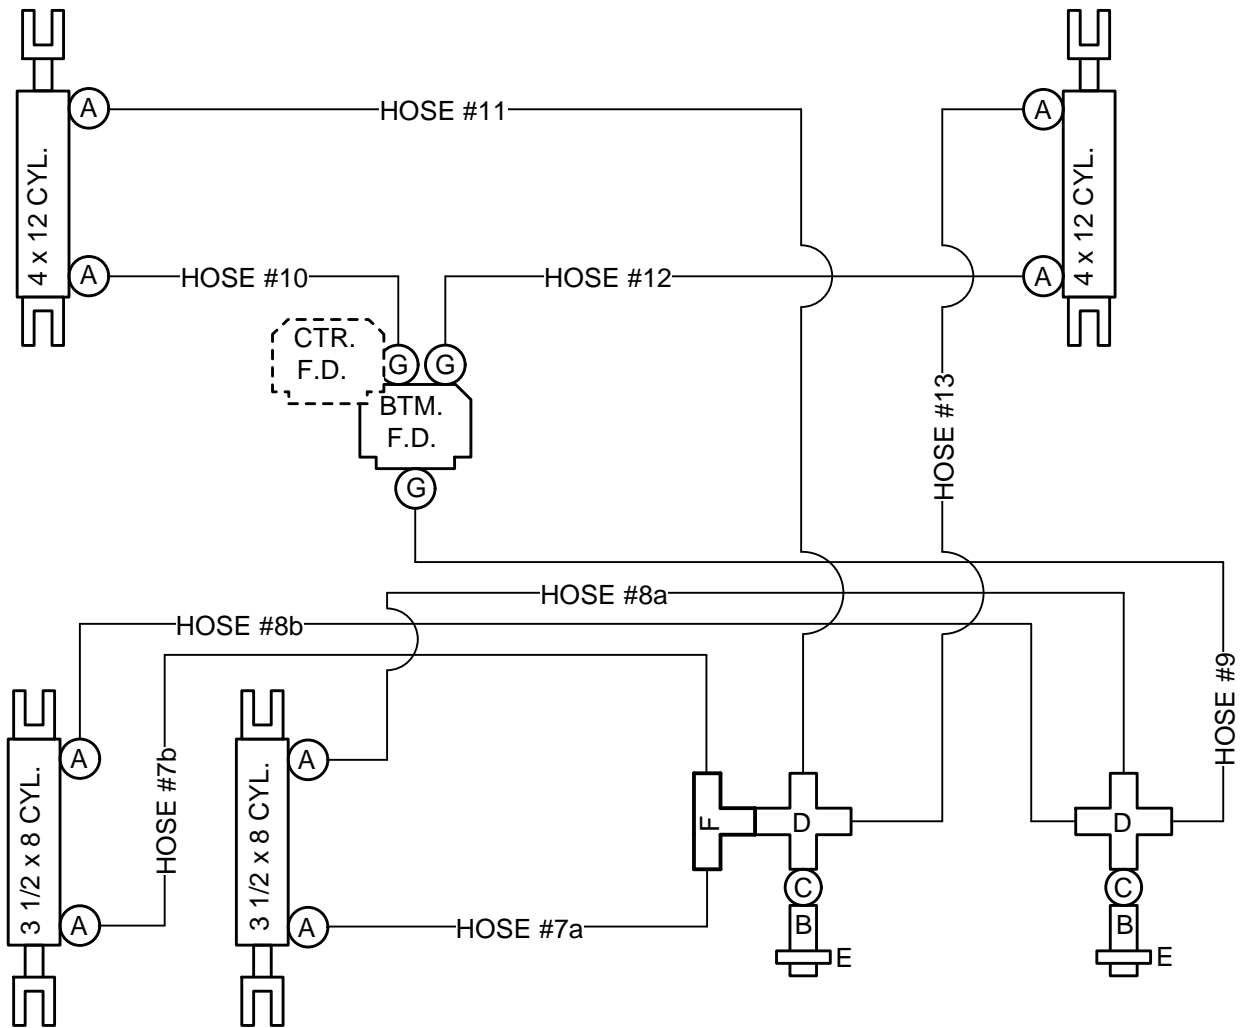 A
HOSE #11
A
4 x 12 CYL.
4 x 12 CYL.
A
HOSE #10
HOSE #12
A
CTR.
F.D.
G
G
BTM.
F.D.
HOSE #13
G
HOSE #8a
HOSE #8b
HOSE #9
A
A
HOSE #7b
3 1/2 x 8 CYL.
3 1/2 x 8 CYL.
F
D
D
C
C
A
A
HOSE #7a
B
B
E
E